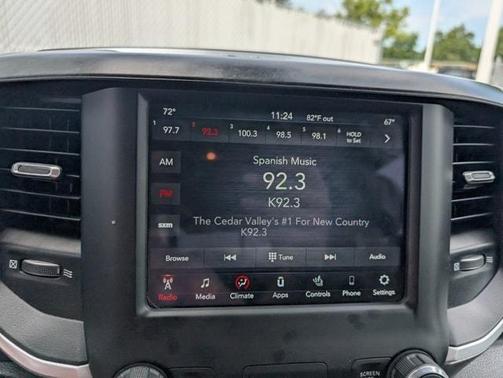 72° 11:24 82°F out 67°
1 97.7 2 92.3 3 100.3 4 98.5 5 98.1 6 HOLD to Set
AM
FM
sxm
Spanish Music
92.3
K92.3
The Cedar Valley's #1 For New Country
K92.3
Browse Tune Audio
Radio Media Climate Apps Controls Phone Settings
SCREEN